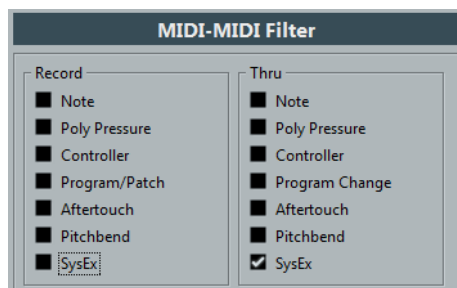 MIDI-MIDI Filter
Record
Note
Poly Pressure
Controller
Program/Patch
Aftertouch
Pitchbend
SysEx
Thru
Note
Poly Pressure
Controller
Program Change
Aftertouch
Pitchbend
SysEx